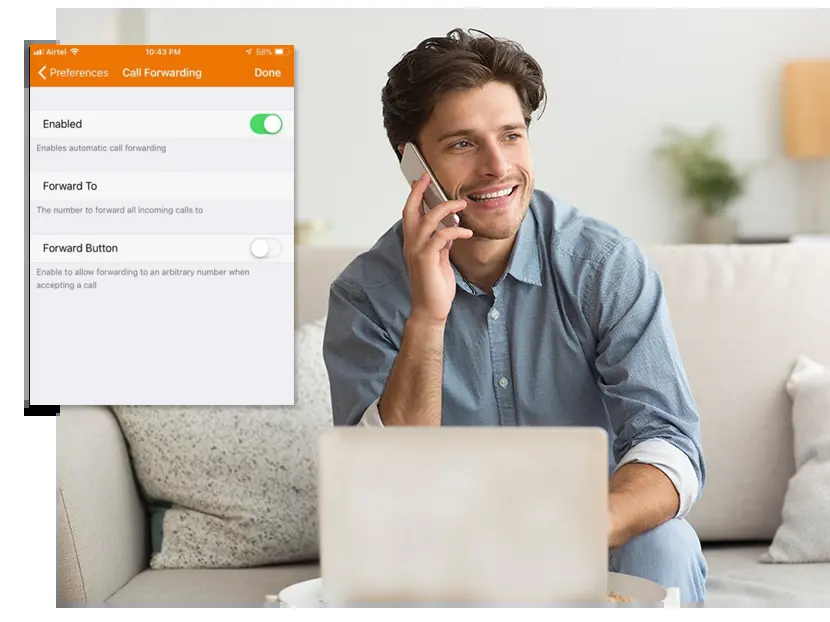 Airtel 10:43 PM 58%
Preferences Call Forwarding Done
Enabled
Enables automatic call forwarding
Forward To
The number to forward all incoming calls to
Forward Button
Enable to allow forwarding to an arbitrary number when
accepting a call